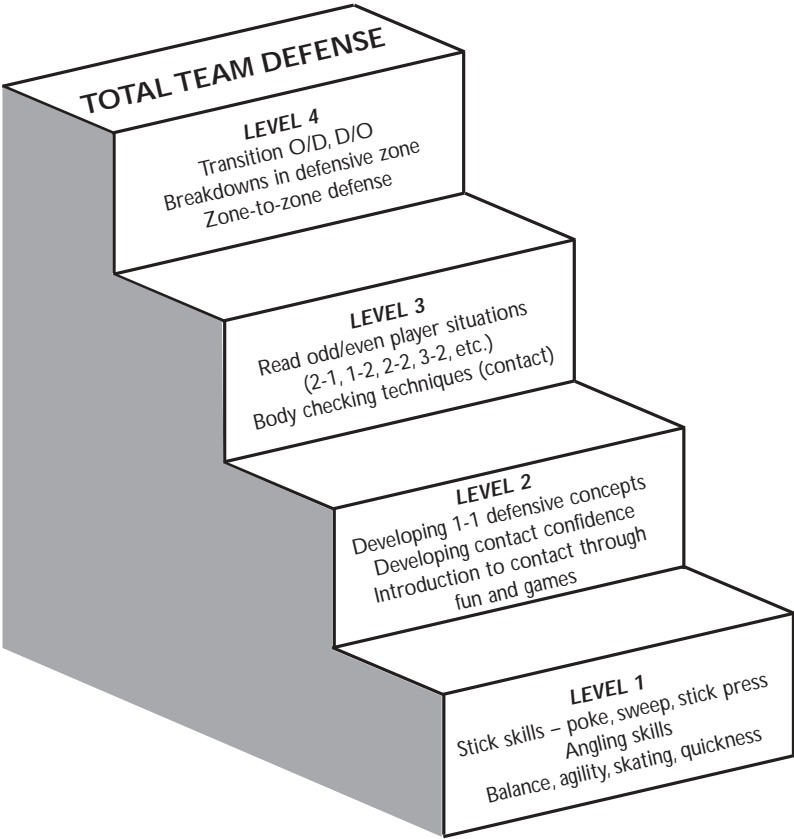 TOTAL TEAM DEFENSE
LEVEL 4
Transition O/D, D/O
Breakdowns in defensive zone
Zone-to-zone defense
LEVEL 3
Read odd/even player situations
(2-1, 1-2, 2-2, 3-2, etc.)
Body checking techniques (contact)
LEVEL 2
Developing 1-1 defensive concepts
Developing contact confidence
Introduction to contact through
fun and games
LEVEL 1
Stick skills – poke, sweep, stick press
Angling skills
Balance, agility, skating, quickness